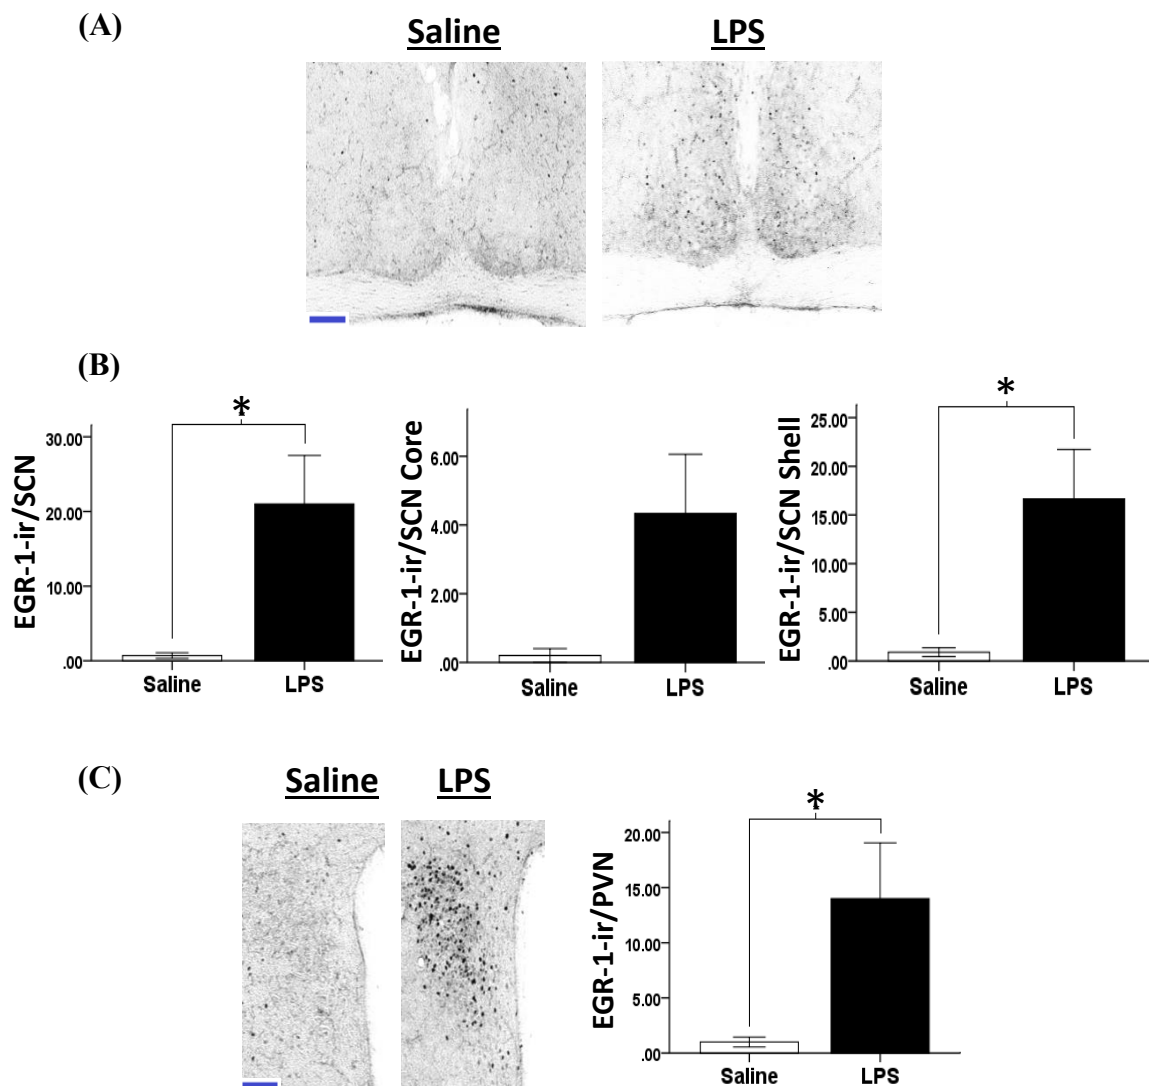 (A)
Saline LPS
(B)
*
EGR-1-ir/SCN
30.00
20.00
10.00
.00
Saline LPS
EGR-1-ir/SCN Core
6.00
4.00
2.00
.00
Saline LPS
*
EGR-1-ir/SCN Shell
25.00
20.00
15.00
10.00
5.00
.00
Saline LPS
(C)
Saline LPS
*
EGR-1-ir/PVN
20.00
15.00
10.00
5.00
.00
Saline LPS